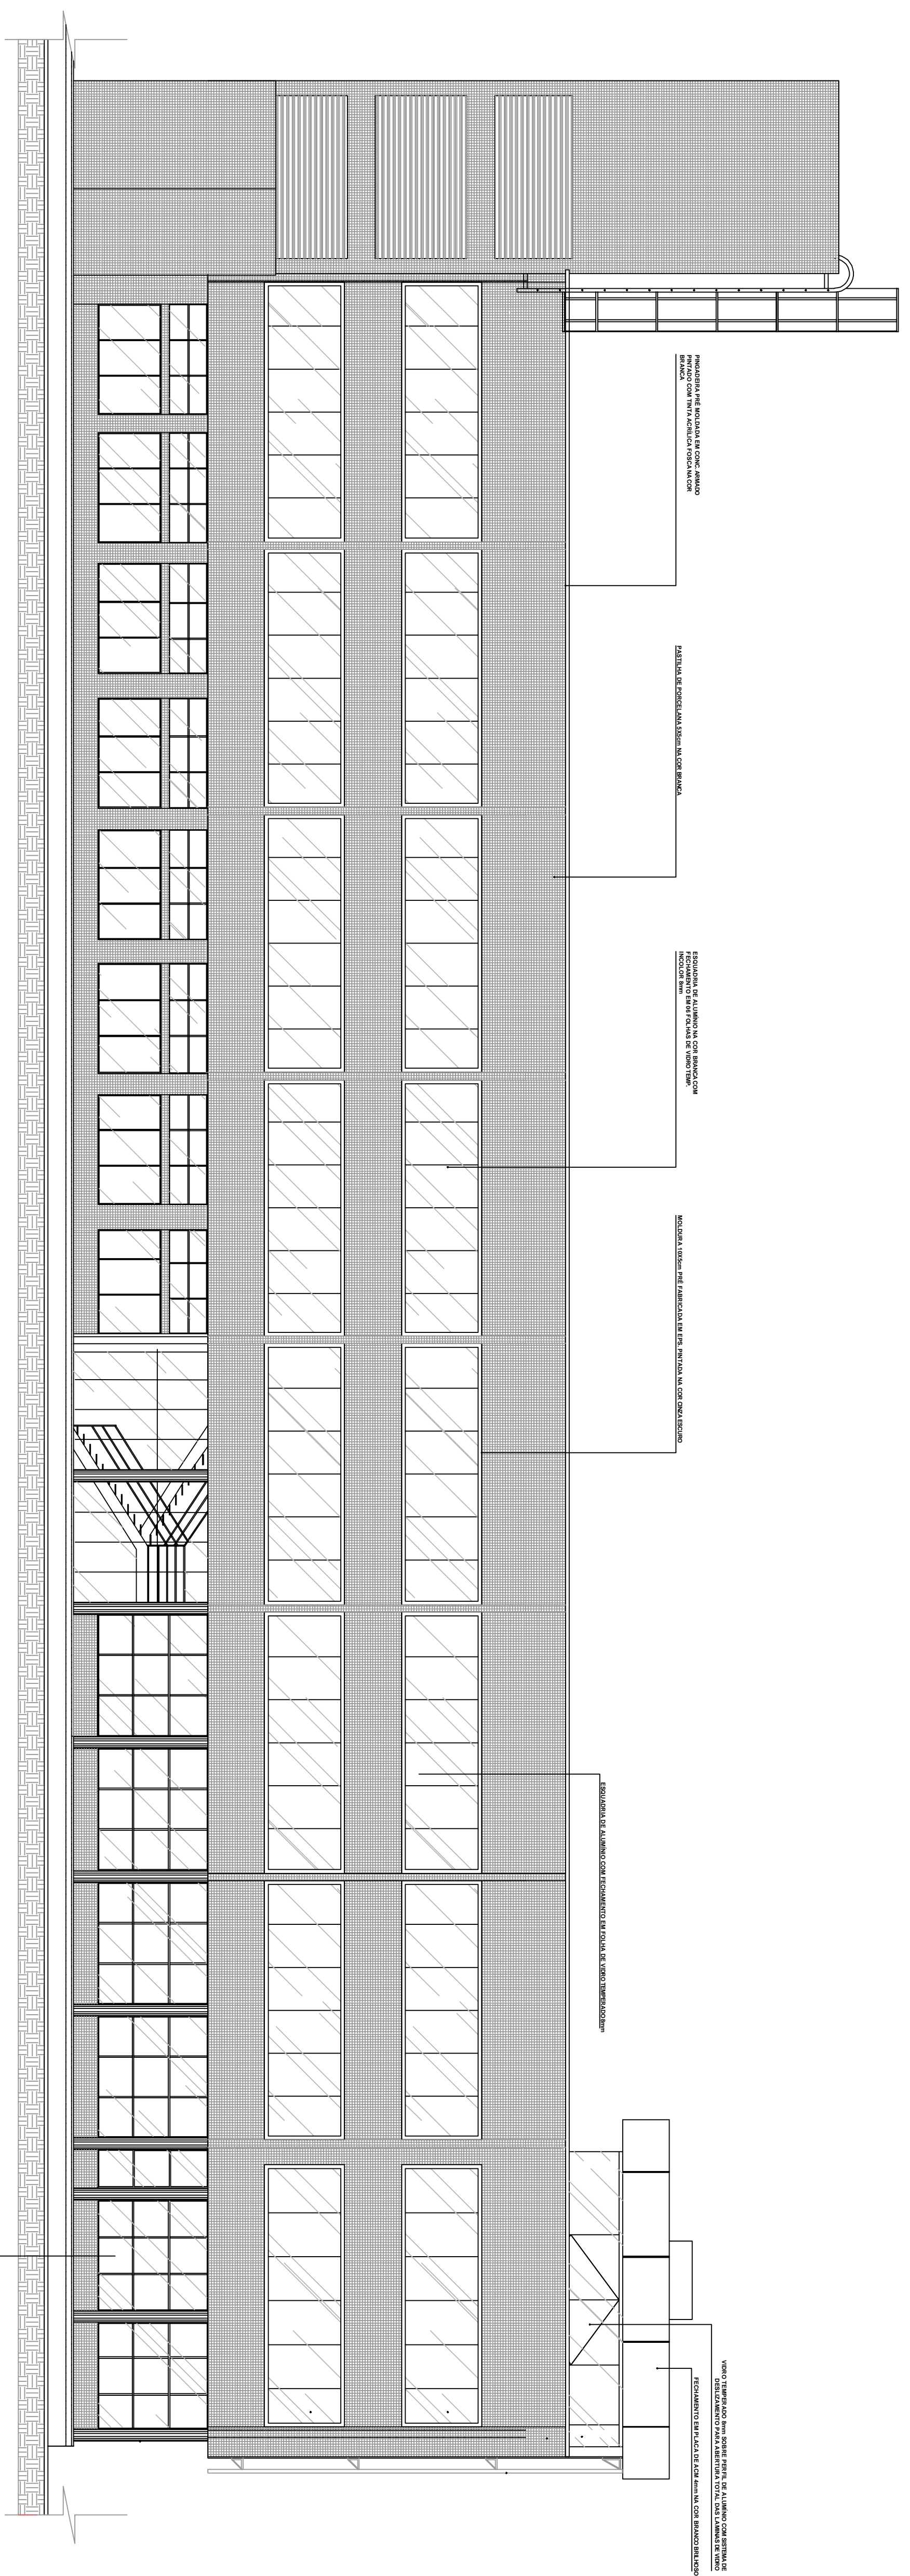 PINGADEIRA PRÉ MOLDADA EM CONC. ARMADO
PINTADO COM TINTA ACRÍLICA FOSCA NA COR
BRANCA
PASTILHA DE PORCELANA 5X5cm NA COR BRANCA
ESQUADRIA DE ALUMÍNIO NA COR BRANCA COM
FECHAMENTO EM 06 FOLHAS DE VIDRO TEMP.
INCOLOR 8mm
MOLDURA 10X5cm PRÉ FABRICADA EM EPS. PINTADA NA COR CINZA ESCURO
ESQUADRIA DE ALUMÍNIO COM FECHAMENTO EM FOLHA DE VIDRO TEMPERADO 8mm
VIDRO TEMPERADO 8mm SOBRE PERFIL DE ALUMÍNIO COM SISTEMA DE
DESLIZAMENTO PARA ABERTURA TOTAL DAS LAMINAS DE VIDRO
FECHAMENTO EM PLACA DE ACM 4mm NA COR BRANCO BRILHOSO